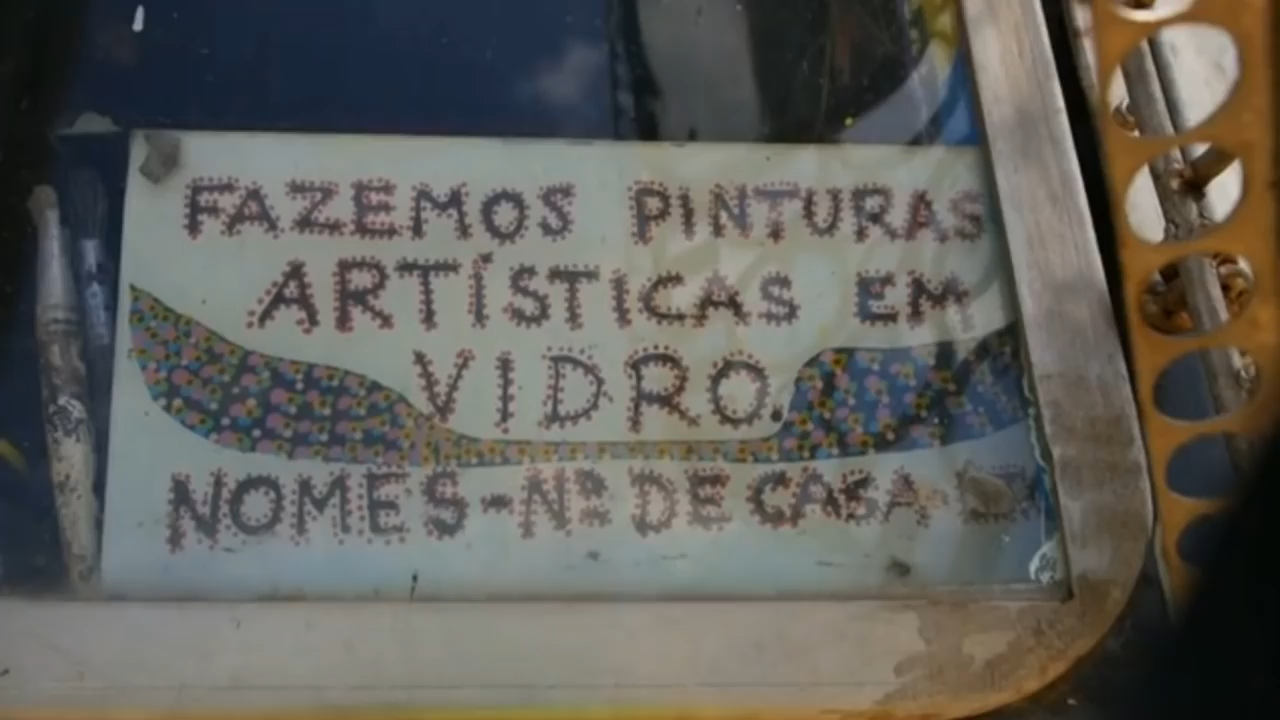 FAZEMOS PINTURAS
ARTÍSTICAS EM
VIDRO.
NOMES-Nº DE CASA-